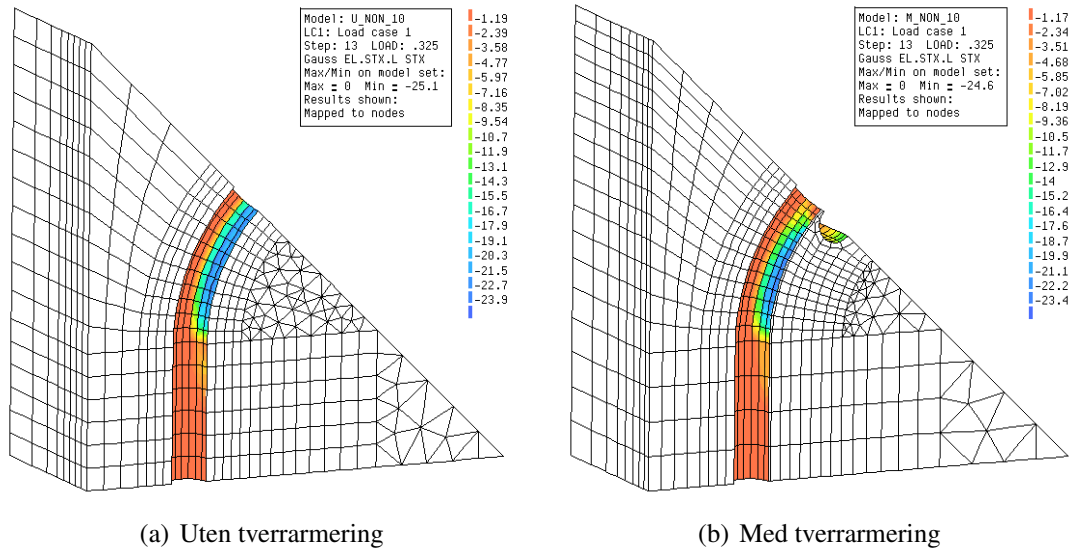 Model: U_NON_10
LC1: Load case 1
Step: 13 LOAD: .325
Gauss EL.STX.L STX
Max/Min on model set:
Max = 0 Min = -25.1
Results shown:
Mapped to nodes
-1.19
-2.39
-3.58
-4.77
-5.97
-7.16
-8.35
-9.54
-10.7
-11.9
-13.1
-14.3
-15.5
-16.7
-17.9
-19.1
-20.3
-21.5
-22.7
-23.9
Model: M_NON_10
LC1: Load case 1
Step: 13 LOAD: .325
Gauss EL.STX.L STX
Max/Min on model set:
Max = 0 Min = -24.6
Results shown:
Mapped to nodes
-1.17
-2.34
-3.51
-4.68
-5.85
-7.02
-8.19
-9.36
-10.5
-11.7
-12.9
-14
-15.2
-16.4
-17.6
-18.7
-19.9
-21.1
-22.2
-23.4
(a) Uten tverrarmering
(b) Med tverrarmering